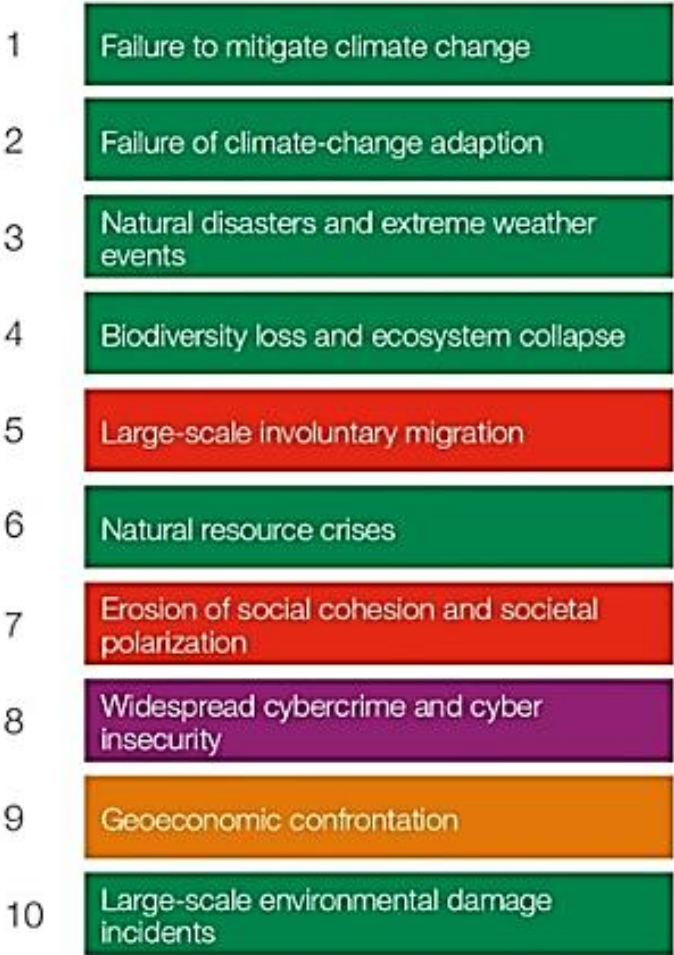 1
Failure to mitigate climate change
2
Failure of climate-change adaption
3
Natural disasters and extreme weather
events
4
Biodiversity loss and ecosystem collapse
5
Large-scale involuntary migration
6
Natural resource crises
7
Erosion of social cohesion and societal
polarization
8
Widespread cybercrime and cyber
insecurity
9
Geoeconomic confrontation
10
Large-scale environmental damage
incidents